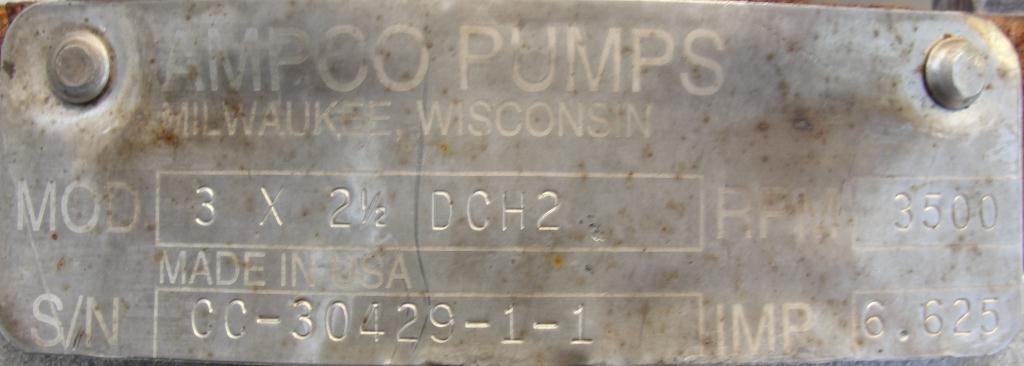 AMPCO PUMPS
MILWAUKEE, WISCONSIN
MOD 3 X 2½ DCH2 RPM 3500
MADE IN USA
S/N CC-30429-1-1 IMP 6.625